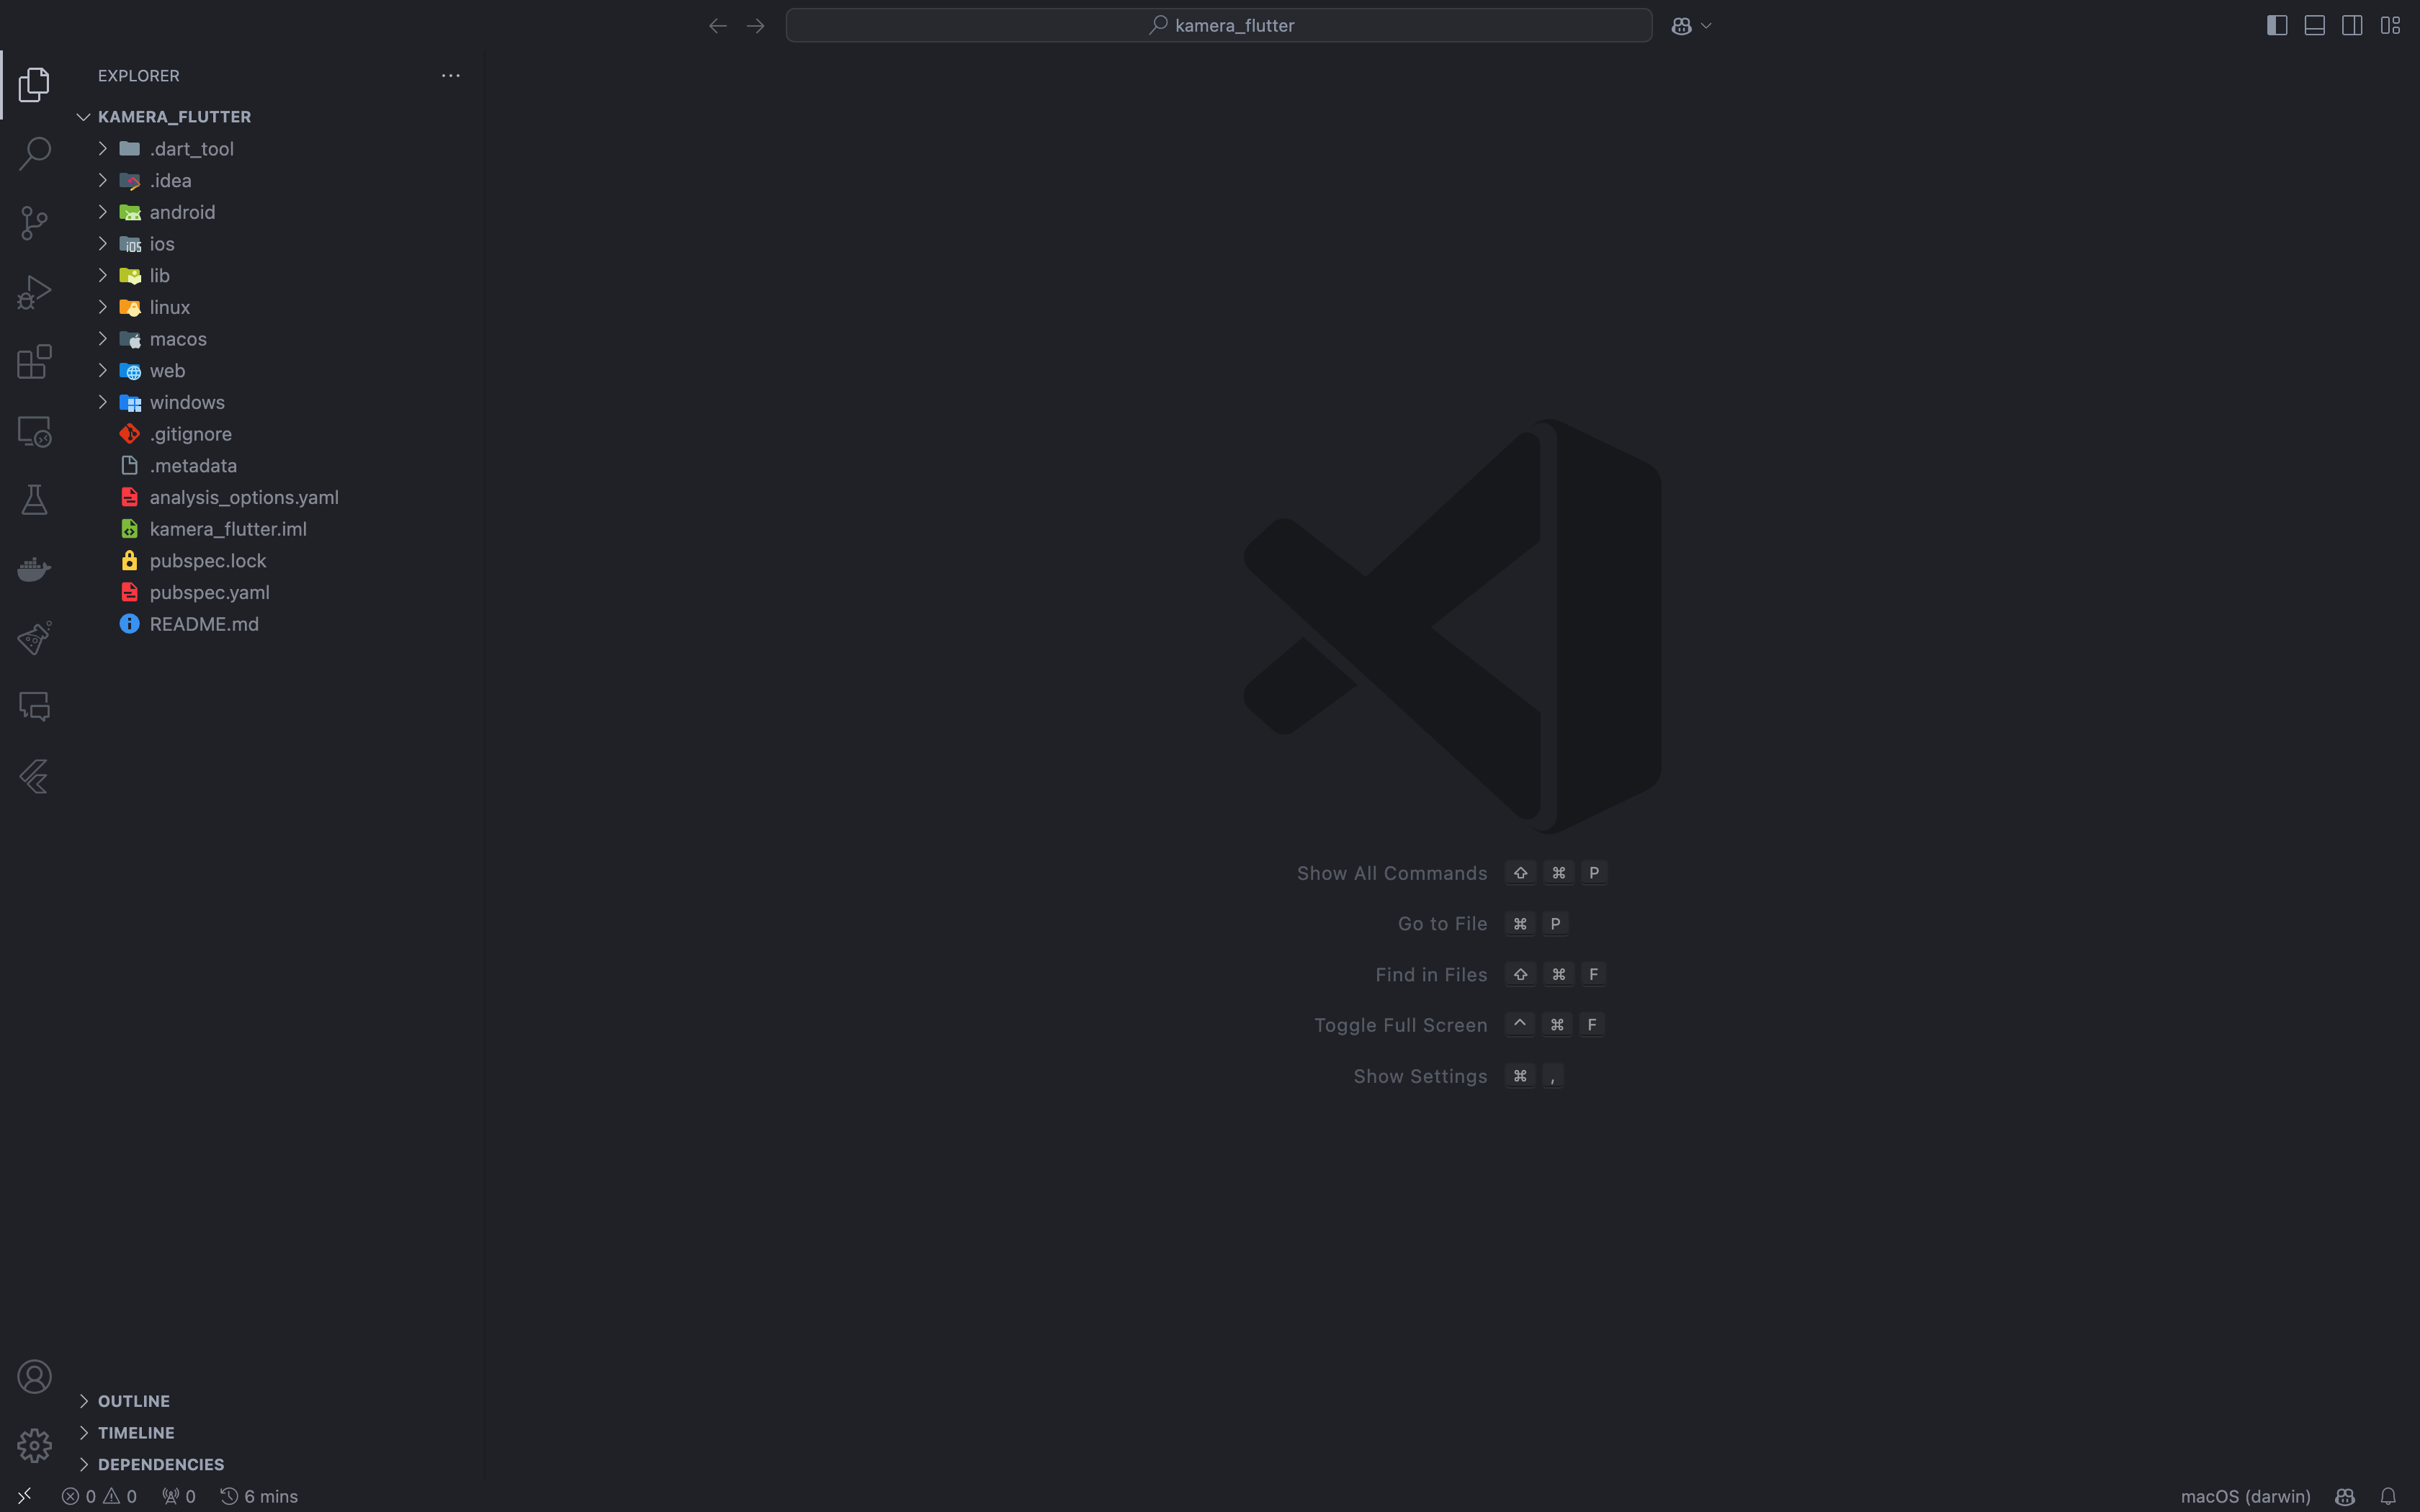 kamera_flutter
EXPLORER
KAMERA_FLUTTER
.dart_tool
.idea
android
ios
lib
linux
macos
web
windows
.gitignore
.metadata
analysis_options.yaml
kamera_flutter.iml
pubspec.lock
pubspec.yaml
README.md
Show All Commands ⇧ ⌘ P
Go to File ⌘ P
Find in Files ⇧ ⌘ F
Toggle Full Screen ^ ⌘ F
Show Settings ⌘ ,
OUTLINE
TIMELINE
DEPENDENCIES
0 0 0 6 mins macOS (darwin)